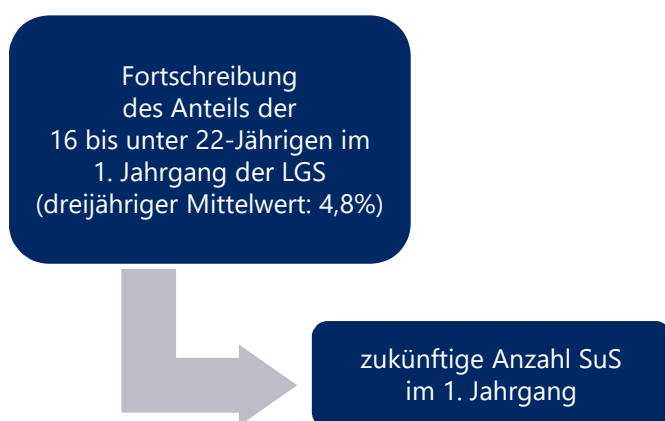 Fortschreibung
des Anteils der
16 bis unter 22-Jährigen im
1. Jahrgang der LGS
(dreijähriger Mittelwert: 4,8%)
zukünftige Anzahl SuS
im 1. Jahrgang